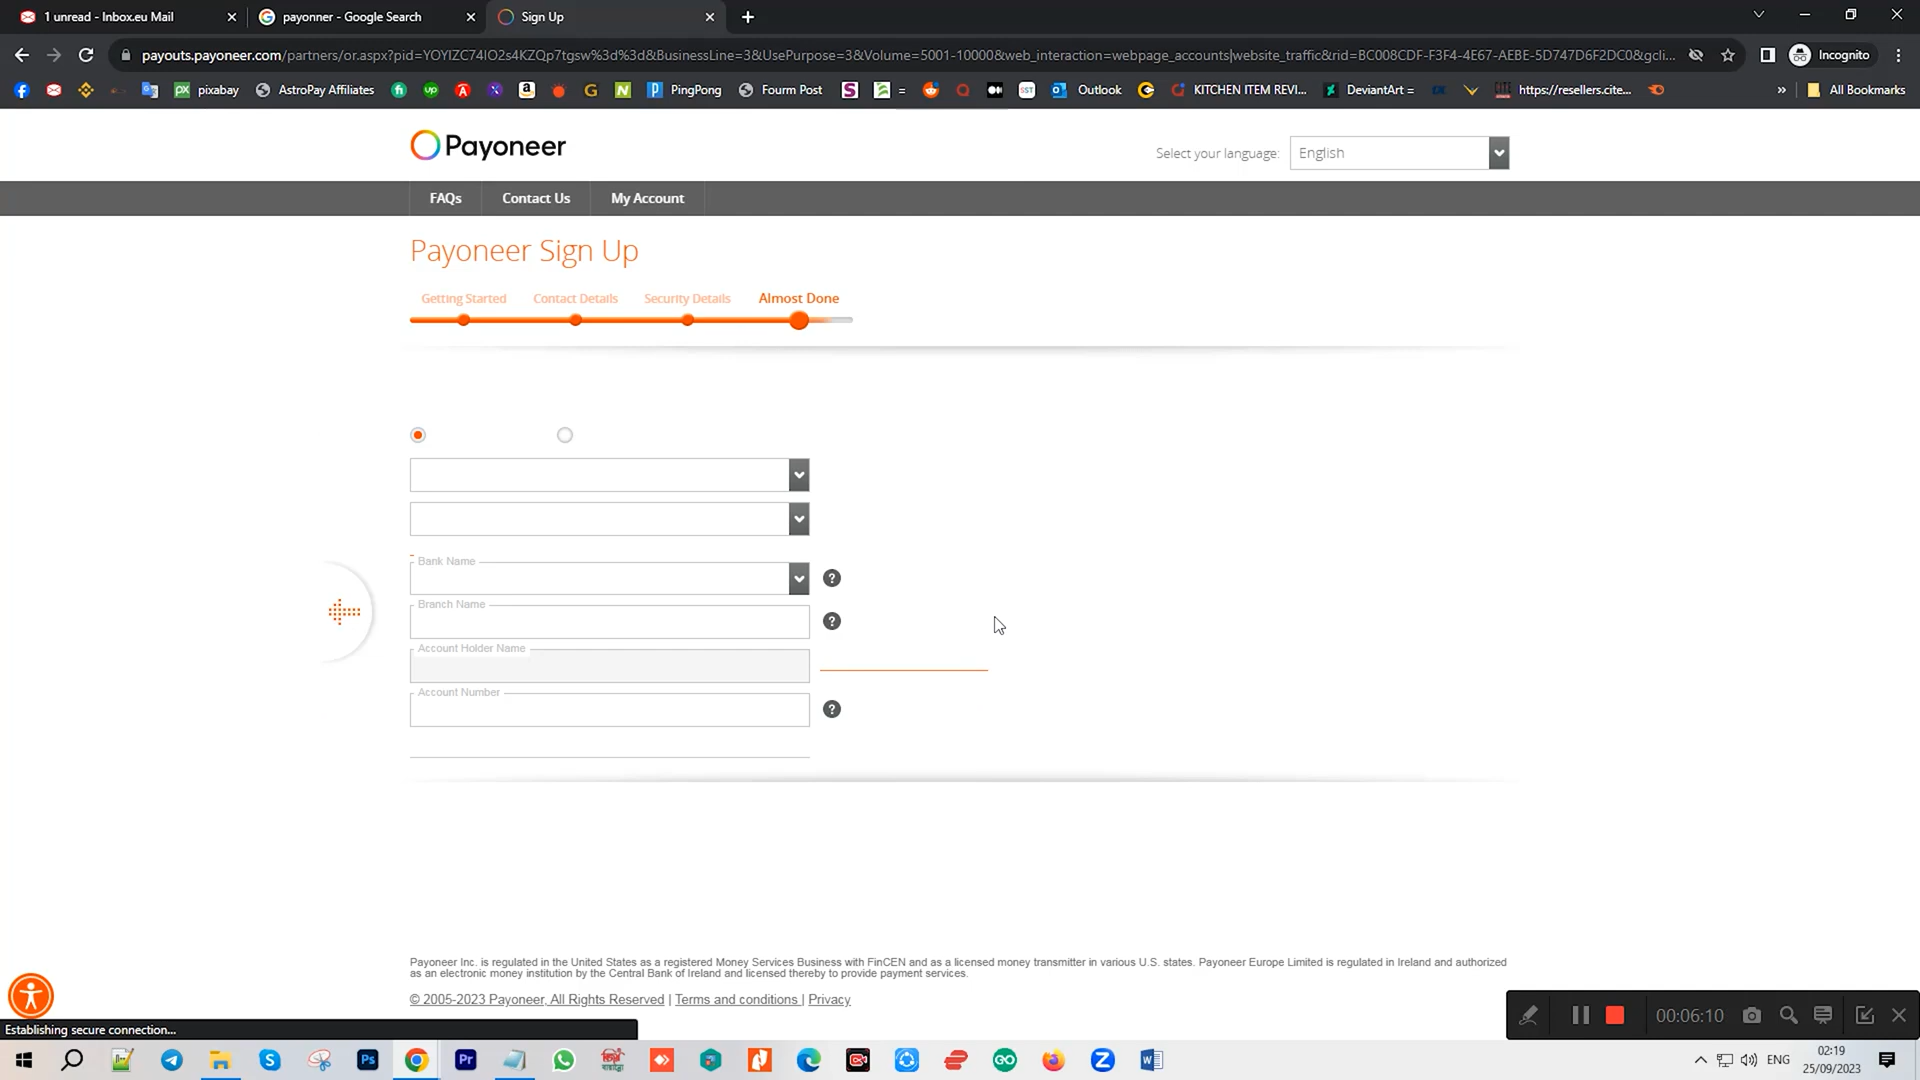 1 unread - Inbox.eu Mail
payonner - Google Search
Sign Up
payouts.payoneer.com/partners/or.aspx?pid=YOYIZC74IO2s4KZQp7tgsw%3d%3d&BusinessLine=3&UsePurpose=3&Volume=5001-10000&web_interaction=webpage_accounts|website_traffic&rid=BC008CDF-F3F4-4E67-AEBE-5D747D6F2DC0&gcli...
Incognito
pixabay
AstroPay Affiliates
PingPong
Fourm Post
=
Outlook
KITCHEN ITEM REVI...
DeviantArt =
https://resellers.cite...
»
All Bookmarks
Payoneer
Select your language:
English
FAQs
Contact Us
My Account
Payoneer Sign Up
Getting Started
Contact Details
Security Details
Almost Done
Bank Name
?
Branch Name
?
Account Holder Name
Account Number
?
Payoneer Inc. is regulated in the United States as a registered Money Services Business with FinCEN and as a licensed money transmitter in various U.S. states. Payoneer Europe Limited is regulated in Ireland and authorized
as an electronic money institution by the Central Bank of Ireland and licensed thereby to provide payment services.
© 2005-2023 Payoneer, All Rights Reserved | Terms and conditions | Privacy
00:06:10
Establishing secure connection...
Ps
Pr
GO
ENG
02:19
25/09/2023